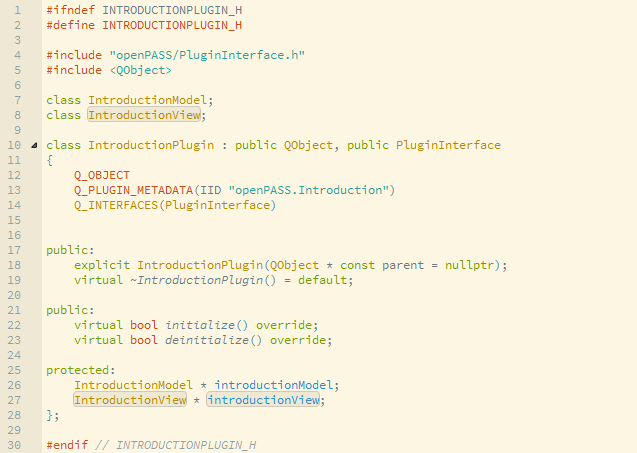 1 #ifndef INTRODUCTIONPLUGIN_H
2 #define INTRODUCTIONPLUGIN_H
3
4 #include "openPASS/PluginInterface.h"
5 #include <QObject>
6
7 class IntroductionModel;
8 class IntroductionView;
9
10 class IntroductionPlugin : public QObject, public PluginInterface
11 {
12     Q_OBJECT
13     Q_PLUGIN_METADATA(IID "openPASS.Introduction")
14     Q_INTERFACES(PluginInterface)
15
16
17 public:
18     explicit IntroductionPlugin(QObject * const parent = nullptr);
19     virtual ~IntroductionPlugin() = default;
20
21 public:
22     virtual bool initialize() override;
23     virtual bool deinitialize() override;
24
25 protected:
26     IntroductionModel * introductionModel;
27     IntroductionView * introductionView;
28 };
29
30 #endif // INTRODUCTIONPLUGIN_H